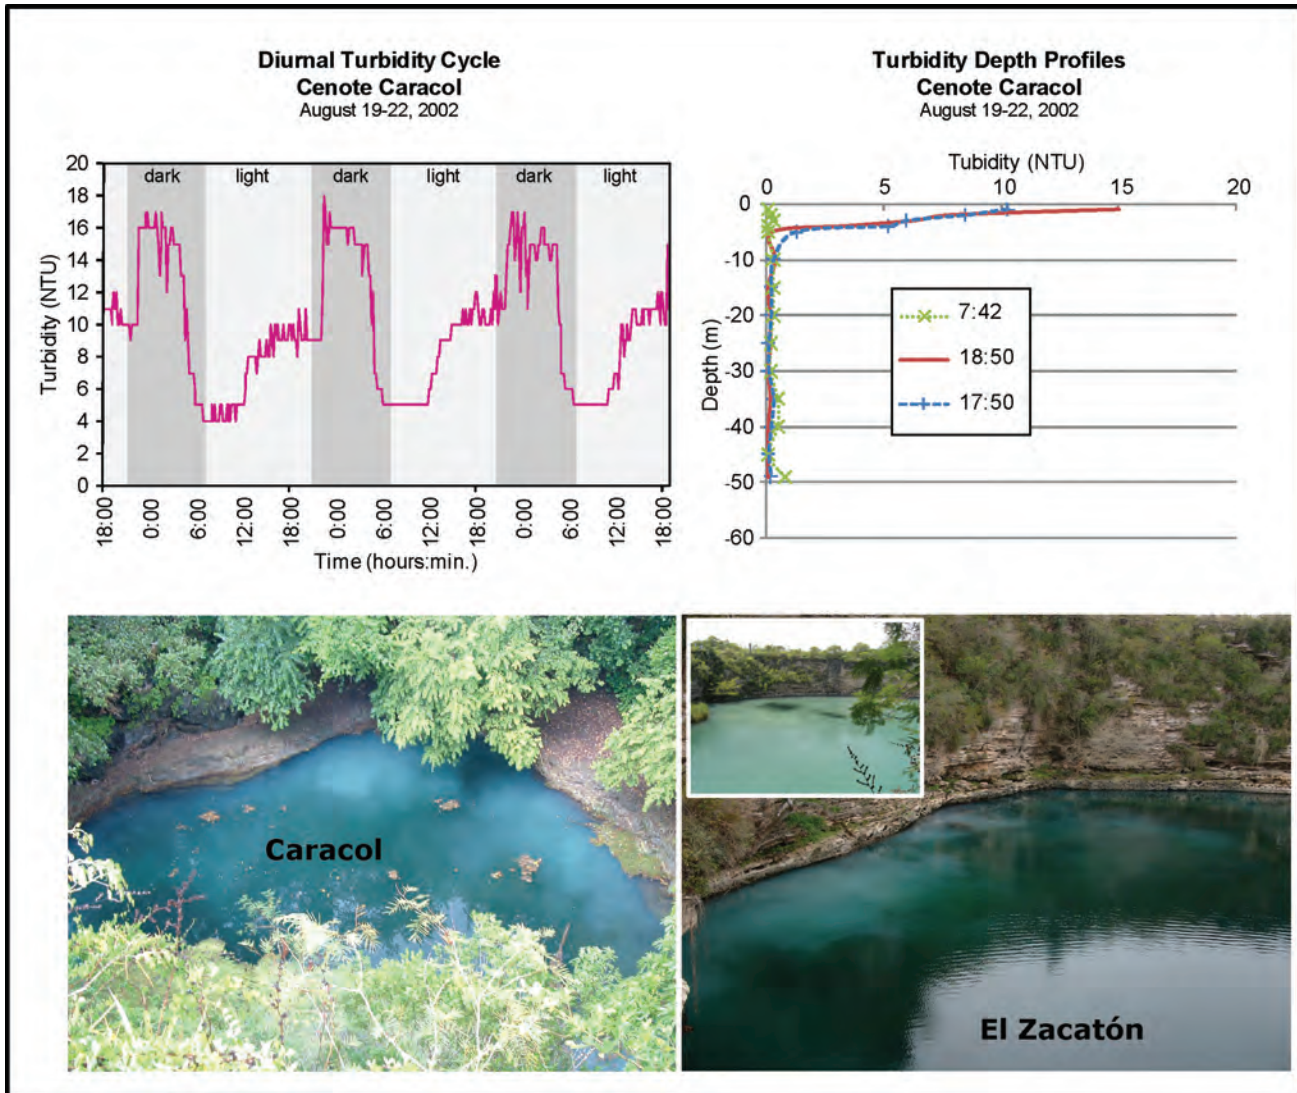 Diurnal Turbidity Cycle
Cenote Caracol
August 19-22, 2002
Turbidity (NTU)
20
18
16
14
12
10
8
6
4
2
0
dark
light
dark
light
dark
light
18:00
0:00
6:00
12:00
18:00
0:00
6:00
12:00
18:00
0:00
6:00
12:00
18:00
Time (hours:min.)
Turbidity Depth Profiles
Cenote Caracol
August 19-22, 2002
Tubidity (NTU)
0
5
10
15
20
Depth (m)
0
-10
-20
-30
-40
-50
-60
7:42
18:50
17:50
Caracol
El Zacatón